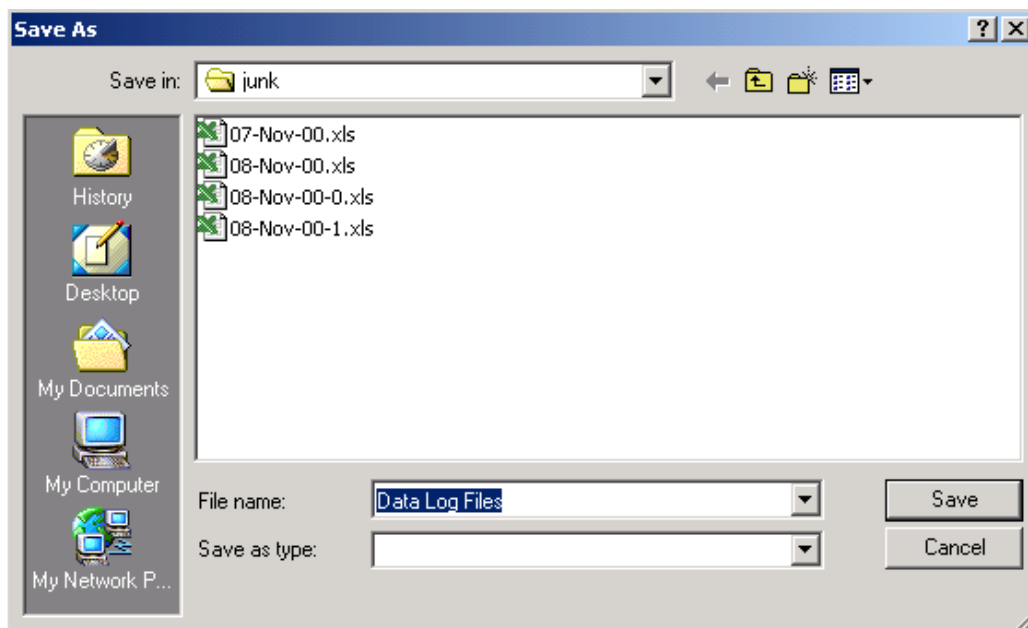 Save As
Save in: junk
History
Desktop
My Documents
My Computer
My Network P...
07-Nov-00.xls
08-Nov-00.xls
08-Nov-00-0.xls
08-Nov-00-1.xls
File name: Data Log Files Save
Save as type: Cancel